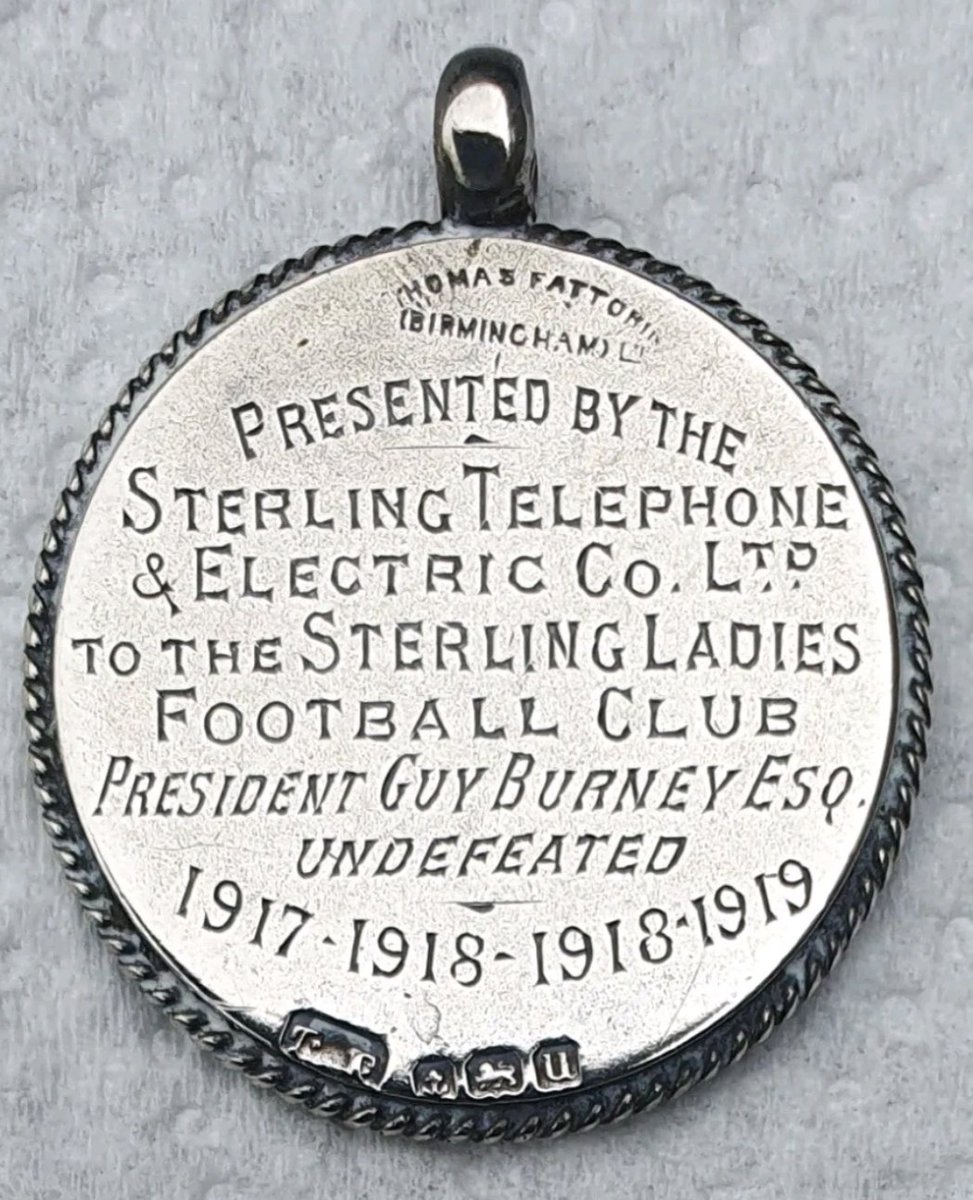 THOMAS FATTORINI
(BIRMINGHAM) LTD
PRESENTED BY THE
STERLING TELEPHONE
& ELECTRIC CO. LTD
TO THE STERLING LADIES
FOOTBALL CLUB
PRESIDENT GUY BURNEY ESQ.
UNDEFEATED
1917-1918-1918-1919
T.F
U